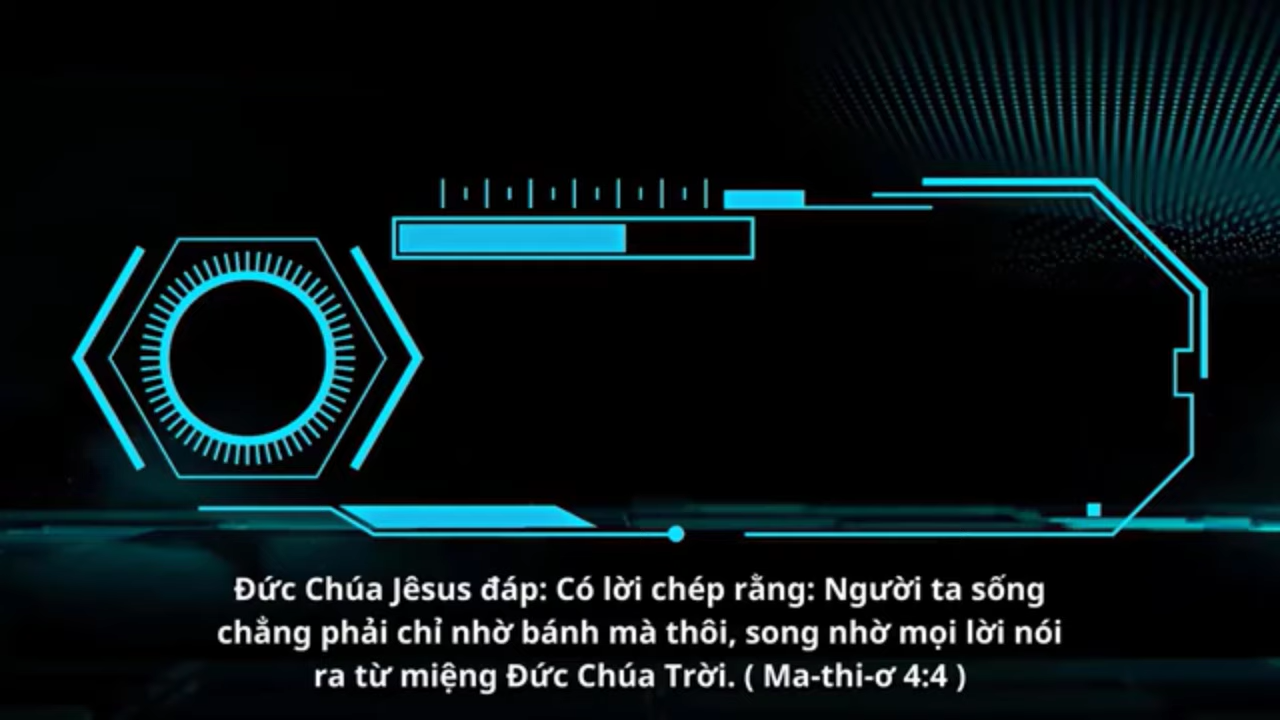 Đức Chúa Jêsus đáp: Có lời chép rằng: Người ta sống
chẳng phải chỉ nhờ bánh mà thôi, song nhờ mọi lời nói
ra từ miệng Đức Chúa Trời. ( Ma-thi-ơ 4:4 )